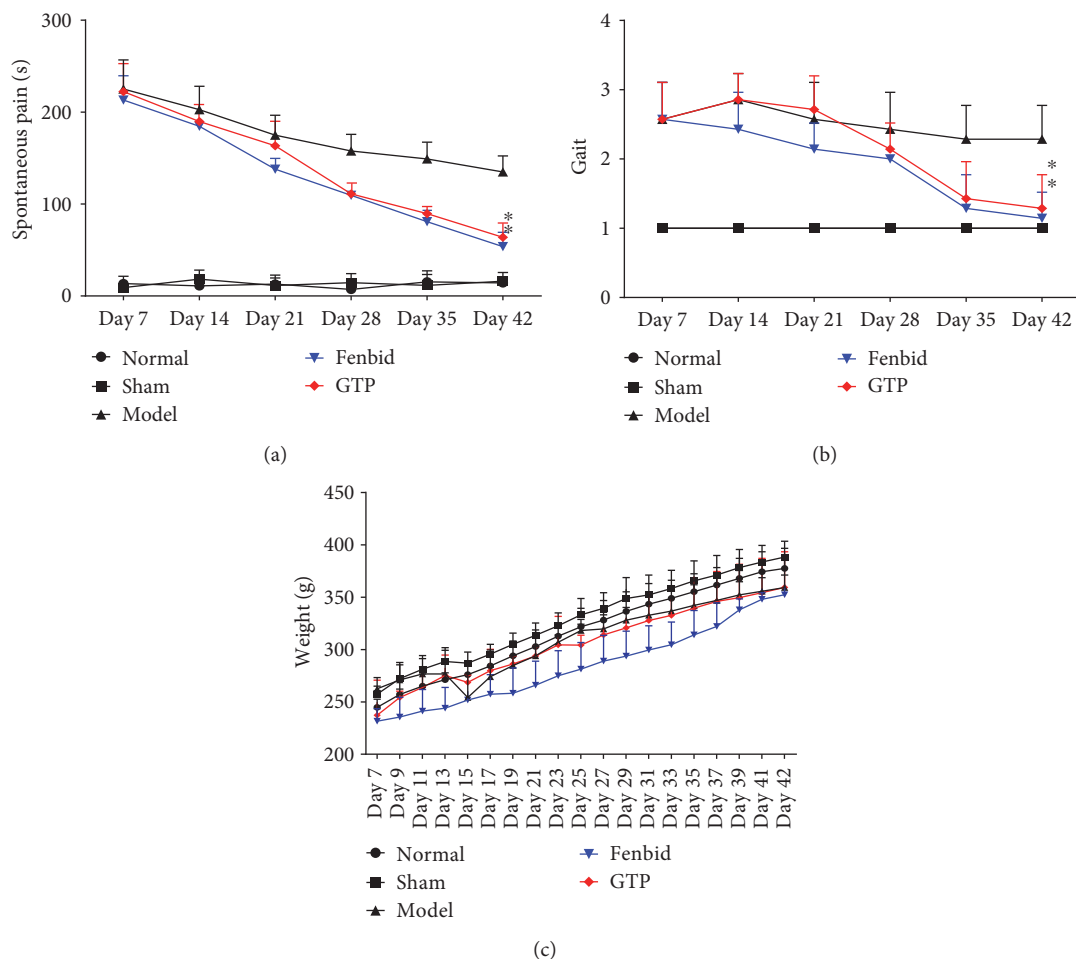 300
200
100
0
Spontaneous pain (s)
Day 7 Day 14 Day 21 Day 28 Day 35 Day 42
*
*
Normal
Sham
Model
Fenbid
GTP
(a)
4
3
2
1
0
Gait
Day 7 Day 14 Day 21 Day 28 Day 35 Day 42
*
*
Normal
Sham
Model
Fenbid
GTP
(b)
450
400
350
300
250
200
Weight (g)
Day 7
Day 9
Day 11
Day 13
Day 15
Day 17
Day 19
Day 21
Day 23
Day 25
Day 27
Day 29
Day 31
Day 33
Day 35
Day 37
Day 39
Day 41
Day 42
Normal
Sham
Model
Fenbid
GTP
(c)